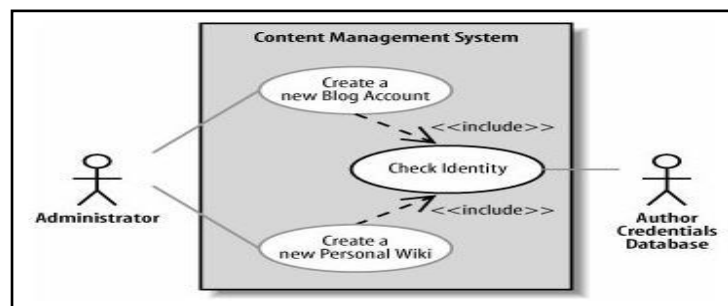 Content Management System
Create a
new Blog Account
<<include>>
Check Identity
<<include>>
Administrator
Author
Credentials
Database
Create a
new Personal Wiki